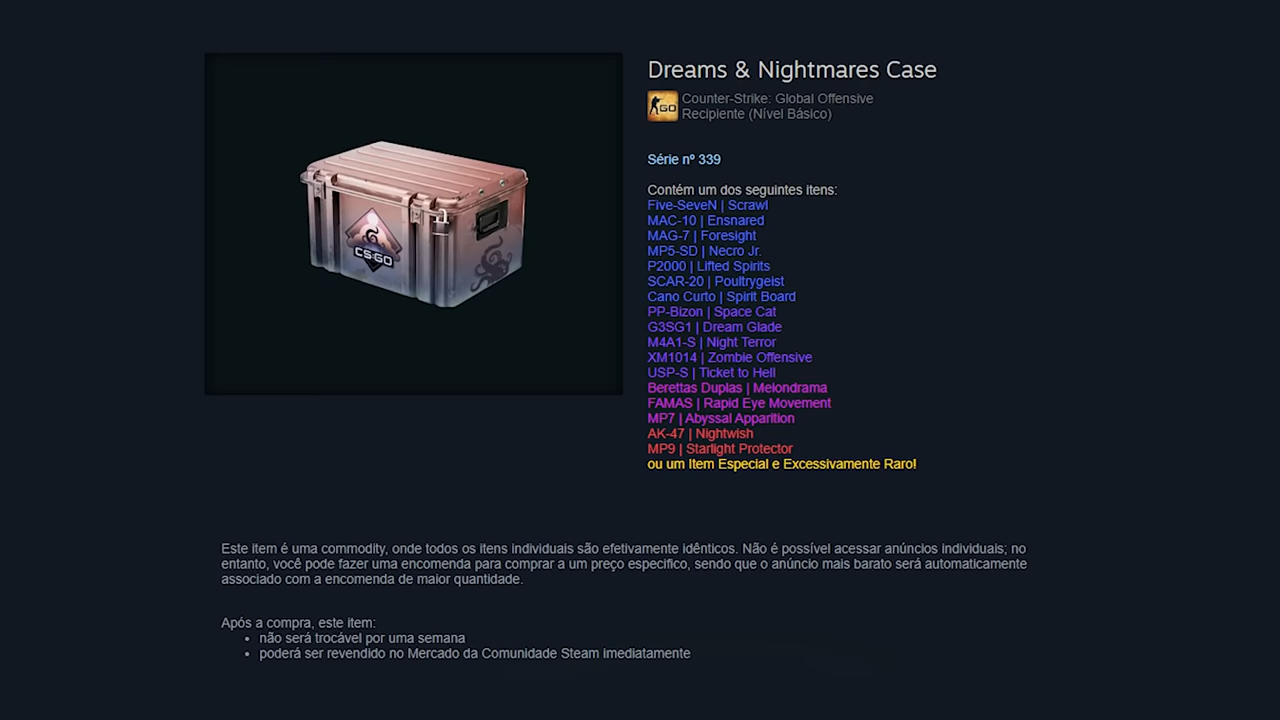 Dreams & Nightmares Case
GO
Counter-Strike: Global Offensive
Recipiente (Nível Básico)
Série nº 339
Contém um dos seguintes itens:
Five-SeveN | Scrawl
MAC-10 | Ensnared
MAG-7 | Foresight
MP5-SD | Necro Jr.
P2000 | Lifted Spirits
SCAR-20 | Poultrygeist
Cano Curto | Spirit Board
PP-Bizon | Space Cat
G3SG1 | Dream Glade
M4A1-S | Night Terror
XM1014 | Zombie Offensive
USP-S | Ticket to Hell
Berettas Duplas | Melondrama
FAMAS | Rapid Eye Movement
MP7 | Abyssal Apparition
AK-47 | Nightwish
MP9 | Starlight Protector
ou um Item Especial e Excessivamente Raro!
CS:GO
Este item é uma commodity, onde todos os itens individuais são efetivamente idênticos. Não é possível acessar anúncios individuais; no
entanto, você pode fazer uma encomenda para comprar a um preço específico, sendo que o anúncio mais barato será automaticamente
associado com a encomenda de maior quantidade.
Após a compra, este item:
• não será trocável por uma semana
• poderá ser revendido no Mercado da Comunidade Steam imediatamente